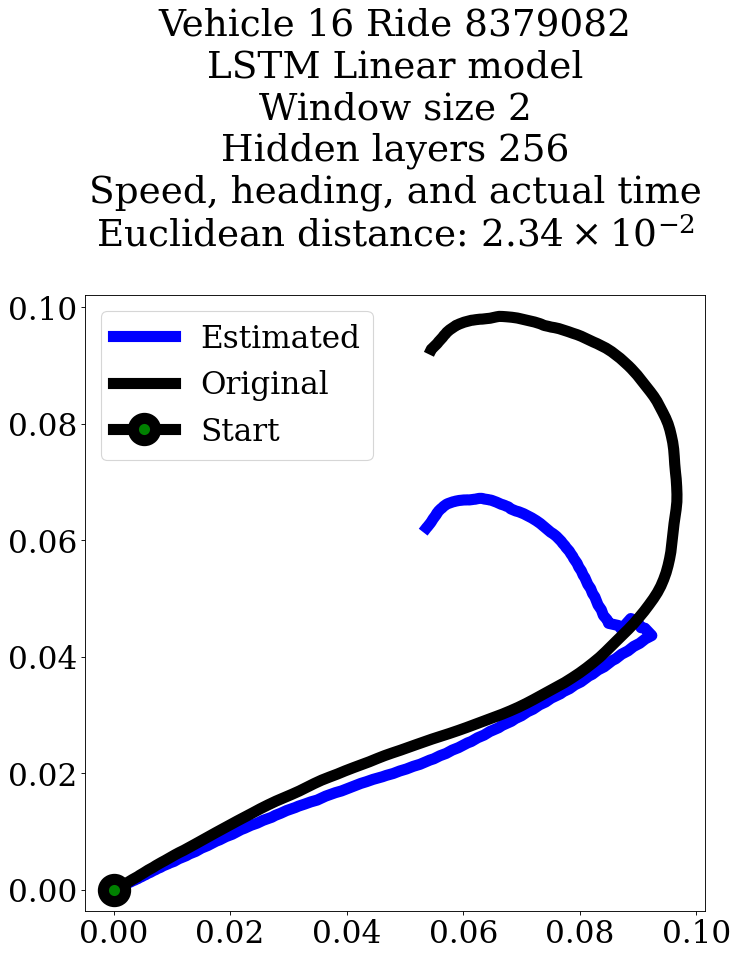 Vehicle 16 Ride 8379082
LSTM Linear model
Window size 2
Hidden layers 256
Speed, heading, and actual time
Euclidean distance: 2.34 × 10⁻²
0.10
0.08
0.06
0.04
0.02
0.00
Estimated
Original
Start
0.00 0.02 0.04 0.06 0.08 0.10